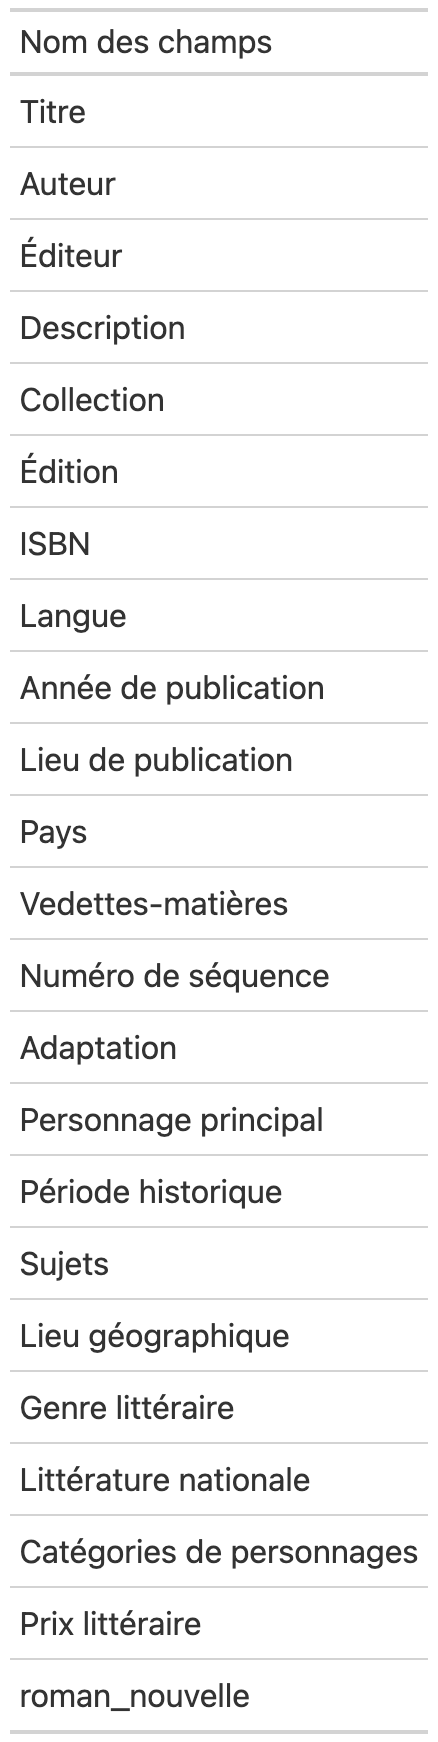 Nom des champs
Titre
Auteur
Éditeur
Description
Collection
Édition
ISBN
Langue
Année de publication
Lieu de publication
Pays
Vedettes-matières
Numéro de séquence
Adaptation
Personnage principal
Période historique
Sujets
Lieu géographique
Genre littéraire
Littérature nationale
Catégories de personnages
Prix littéraire
roman_nouvelle